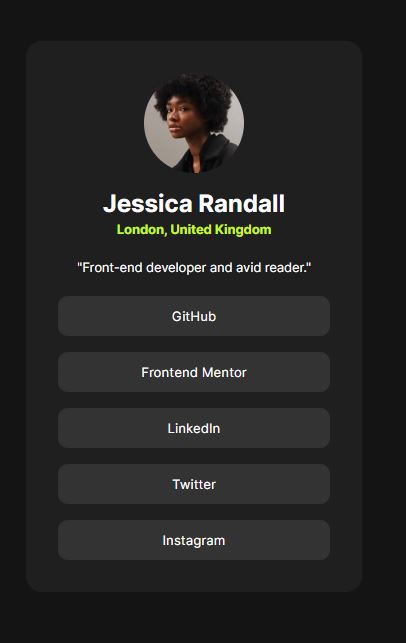 Jessica Randall
London, United Kingdom
"Front-end developer and avid reader."
GitHub
Frontend Mentor
LinkedIn
Twitter
Instagram